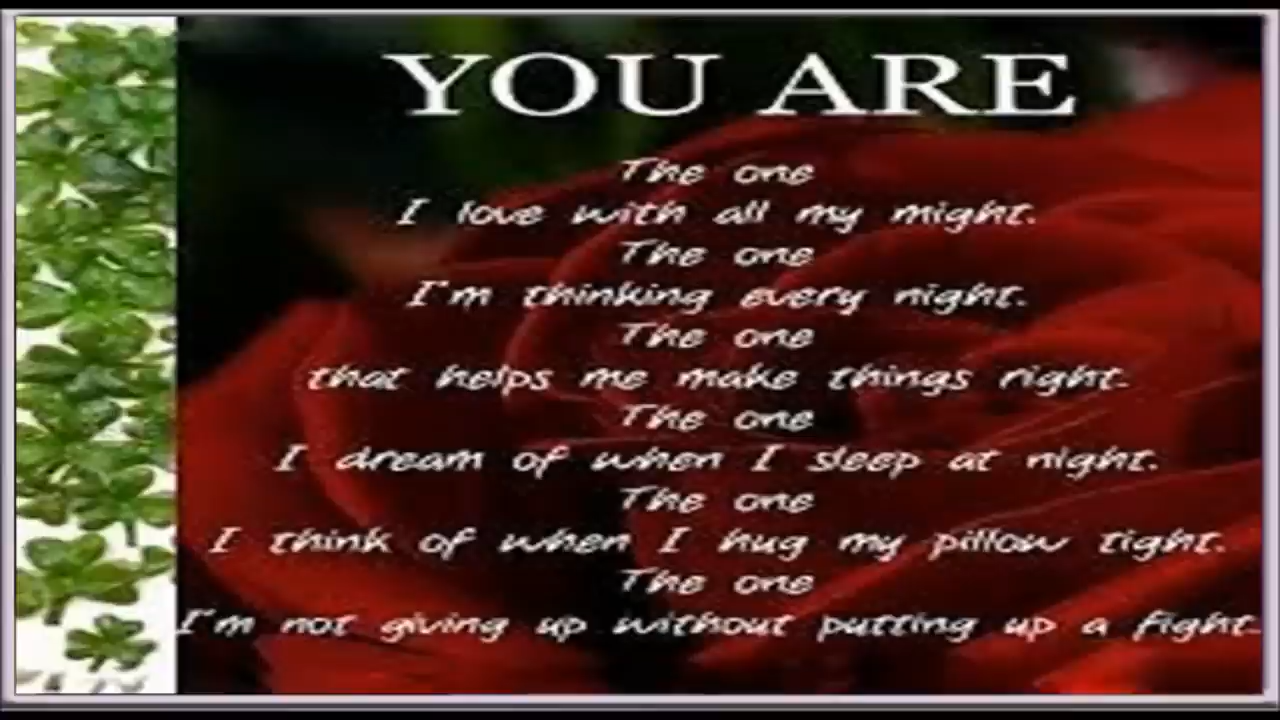 YOU ARE
The one
I love with all my might.
The one
I'm thinking every night.
The one
that helps me make things right.
The one
I dream of when I sleep at night.
The one
I think of when I hug my pillow tight.
The one
I'm not giving up without putting up a fight.